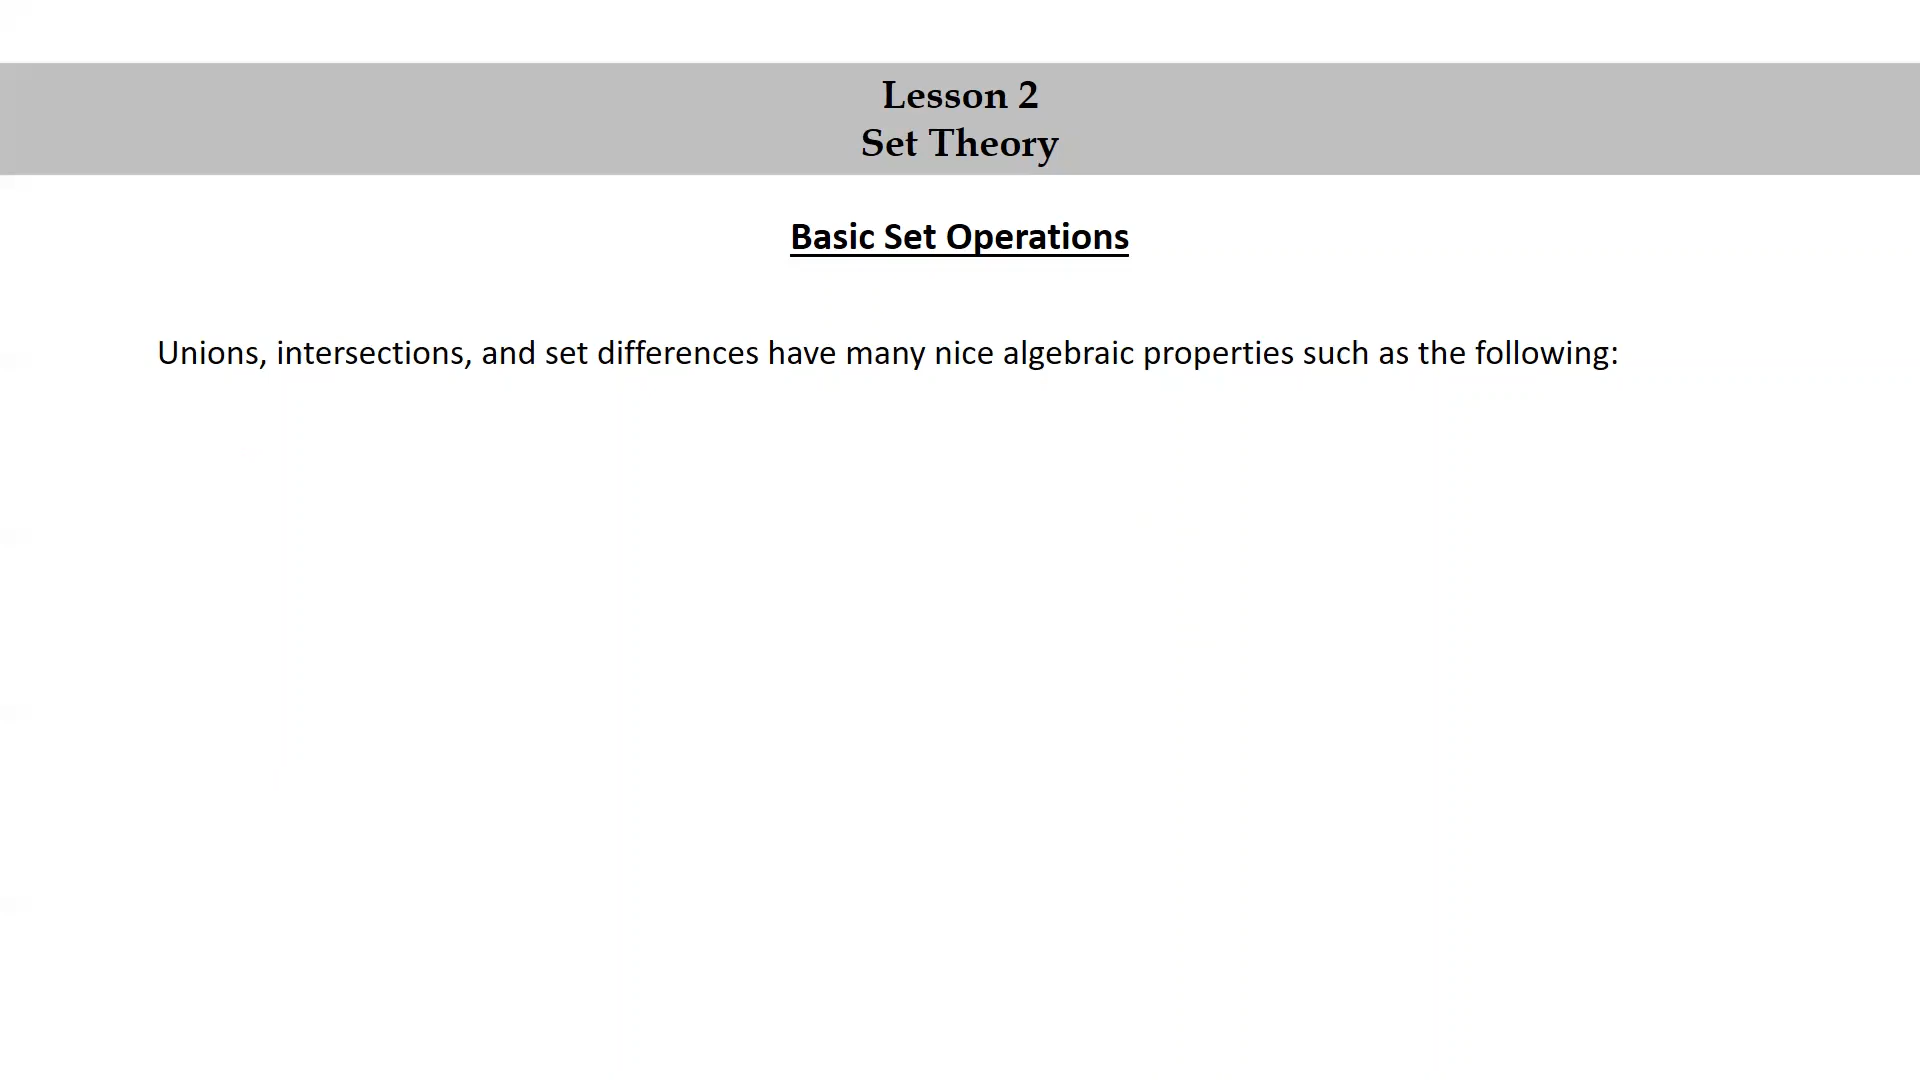 Lesson 2
Set Theory
Basic Set Operations
Unions, intersections, and set differences have many nice algebraic properties such as the following: